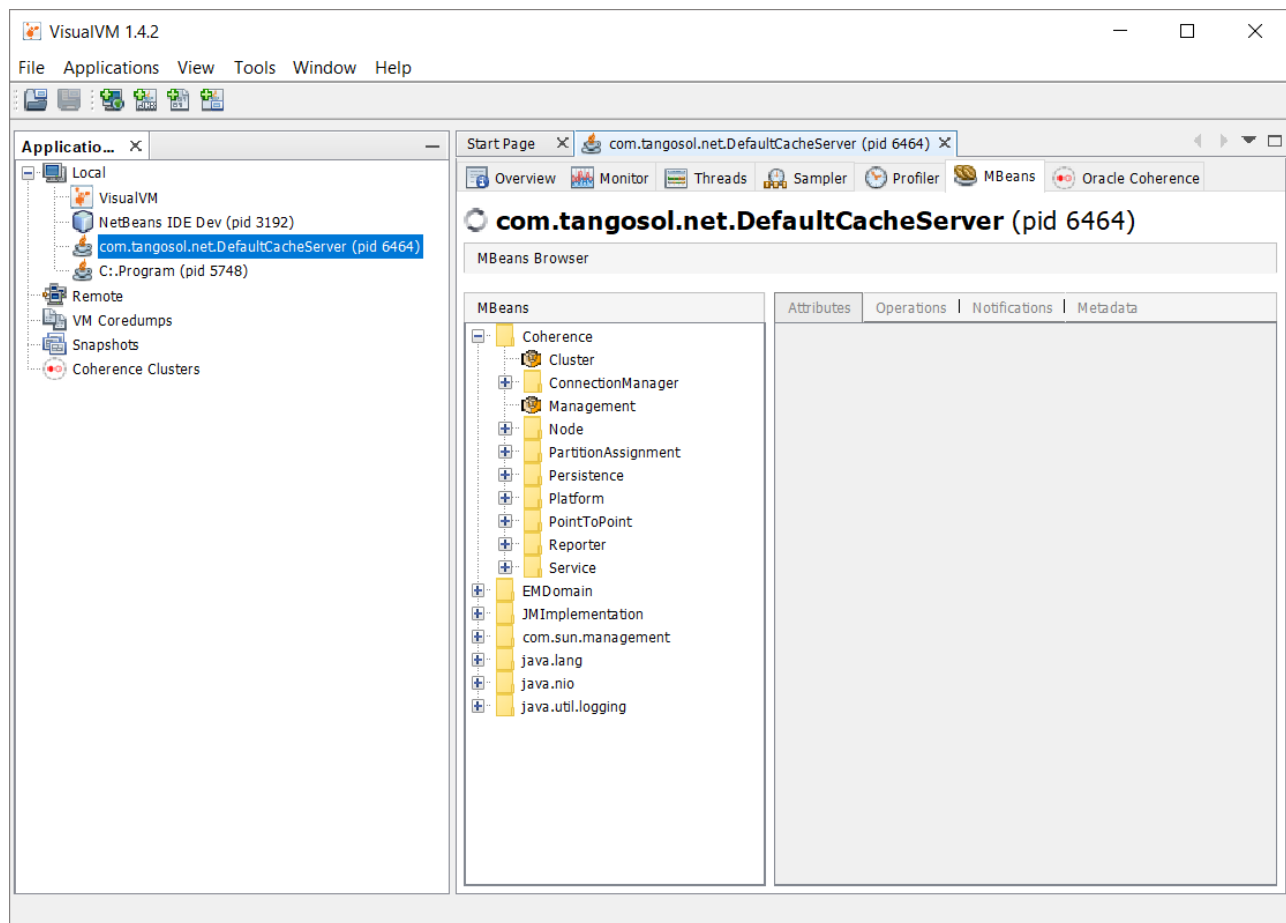 VisualVM 1.4.2
File Applications View Tools Window Help
Applicatio...
Local
VisualVM
NetBeans IDE Dev (pid 3192)
com.tangosol.net.DefaultCacheServer (pid 6464)
C:.Program (pid 5748)
Remote
VM Coredumps
Snapshots
Coherence Clusters
Start Page com.tangosol.net.DefaultCacheServer (pid 6464)
Overview Monitor Threads Sampler Profiler MBeans Oracle Coherence
com.tangosol.net.DefaultCacheServer (pid 6464)
MBeans Browser
MBeans
Coherence
Cluster
ConnectionManager
Management
Node
PartitionAssignment
Persistence
Platform
PointToPoint
Reporter
Service
EMDomain
JMImplementation
com.sun.management
java.lang
java.nio
java.util.logging
Attributes Operations Notifications Metadata